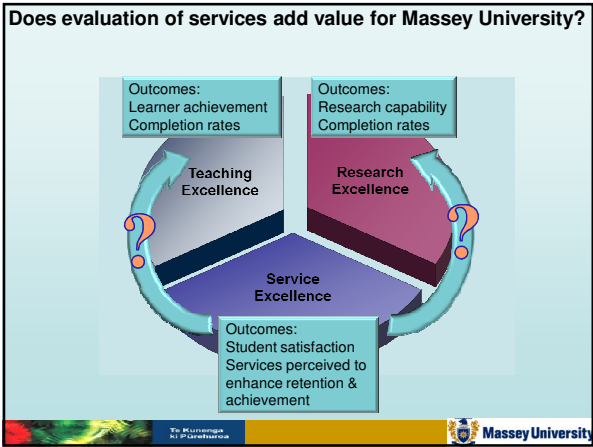 Does evaluation of services add value for Massey University?
Outcomes:
Learner achievement
Completion rates
Outcomes:
Research capability
Completion rates
Teaching
Excellence
Research
Excellence
?
?
Service
Excellence
Outcomes:
Student satisfaction
Services perceived to
enhance retention &
achievement
Te Kunenga
ki Pūrehuroa
Massey University